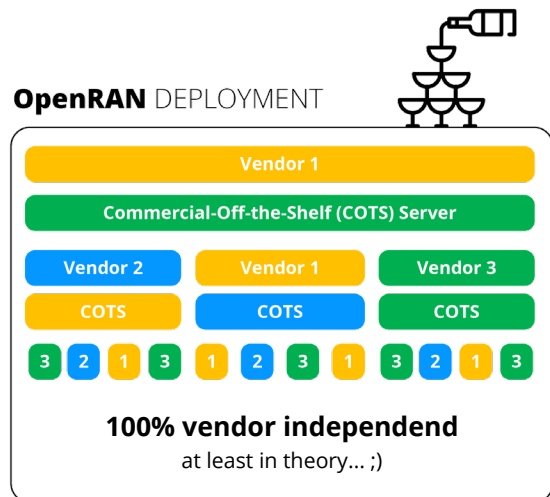 OpenRAN DEPLOYMENT
Vendor 1
Commercial-Off-the-Shelf (COTS) Server
Vendor 2 Vendor 1 Vendor 3
COTS COTS COTS
3 2 1 3 1 2 3 1 3 2 1 3
100% vendor independend
at least in theory... ;)